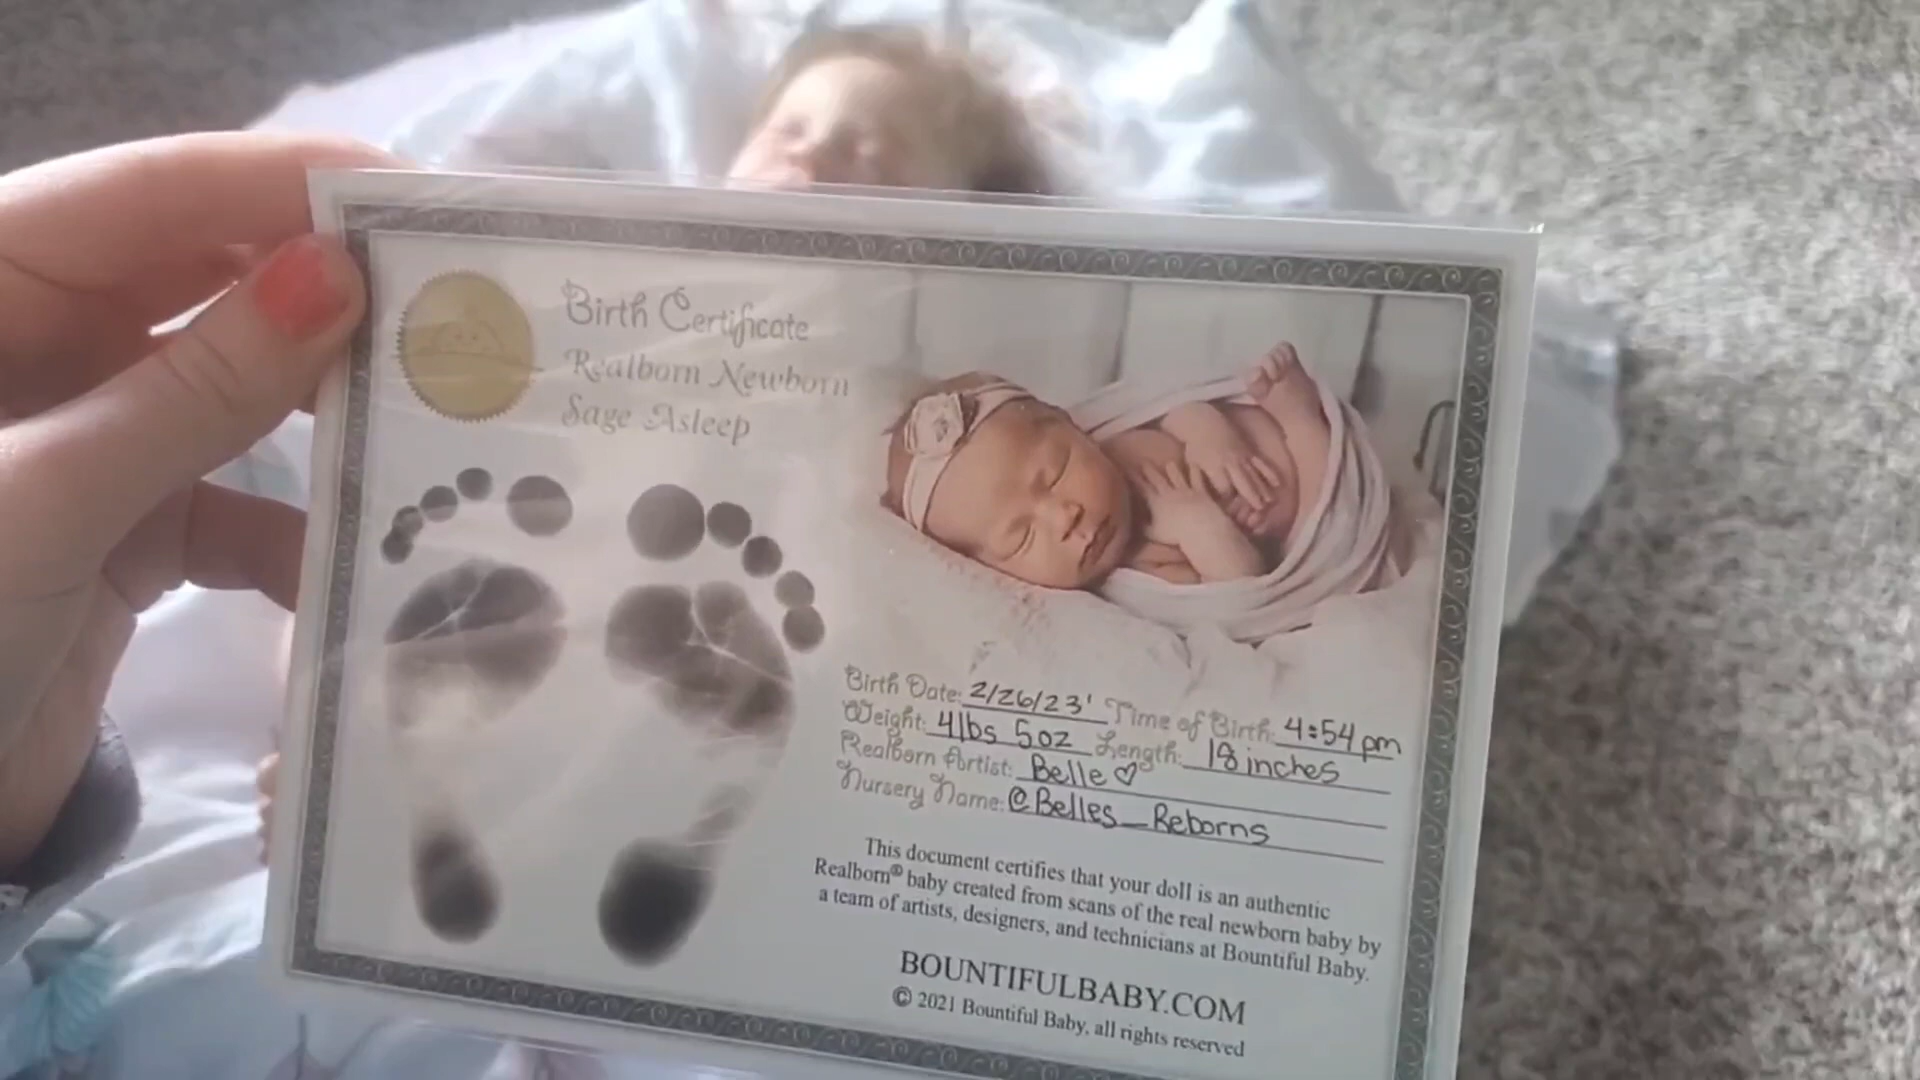 Birth Certificate
Realborn Newborn
Sage Asleep
Birth Date: 2/26/23' Time of Birth: 4:54pm
Weight: 4lbs 5oz Length: 18 inches
Realborn Artist: Belle ♡
Nursery Name: @Belles_Reborns
This document certifies that your doll is an authentic
Realborn® baby created from scans of the real newborn baby by
a team of artists, designers, and technicians at Bountiful Baby.
BOUNTIFULBABY.COM
© 2021 Bountiful Baby, all rights reserved